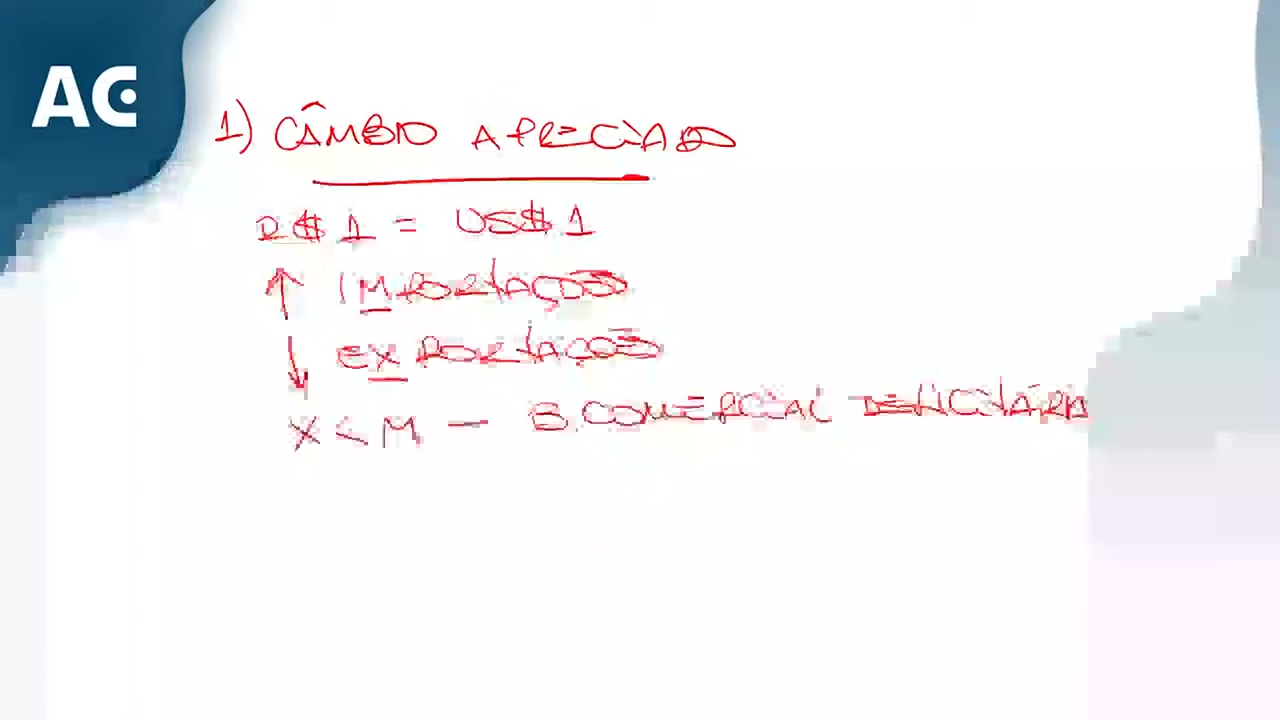 AC
1) CÂMBIO APRECIADO
R$ 1 = US$ 1
↑ IMPORTAÇÕES
↓ EXPORTAÇÕES
X < M – B. COMERCIAL DEFICITÁRIA